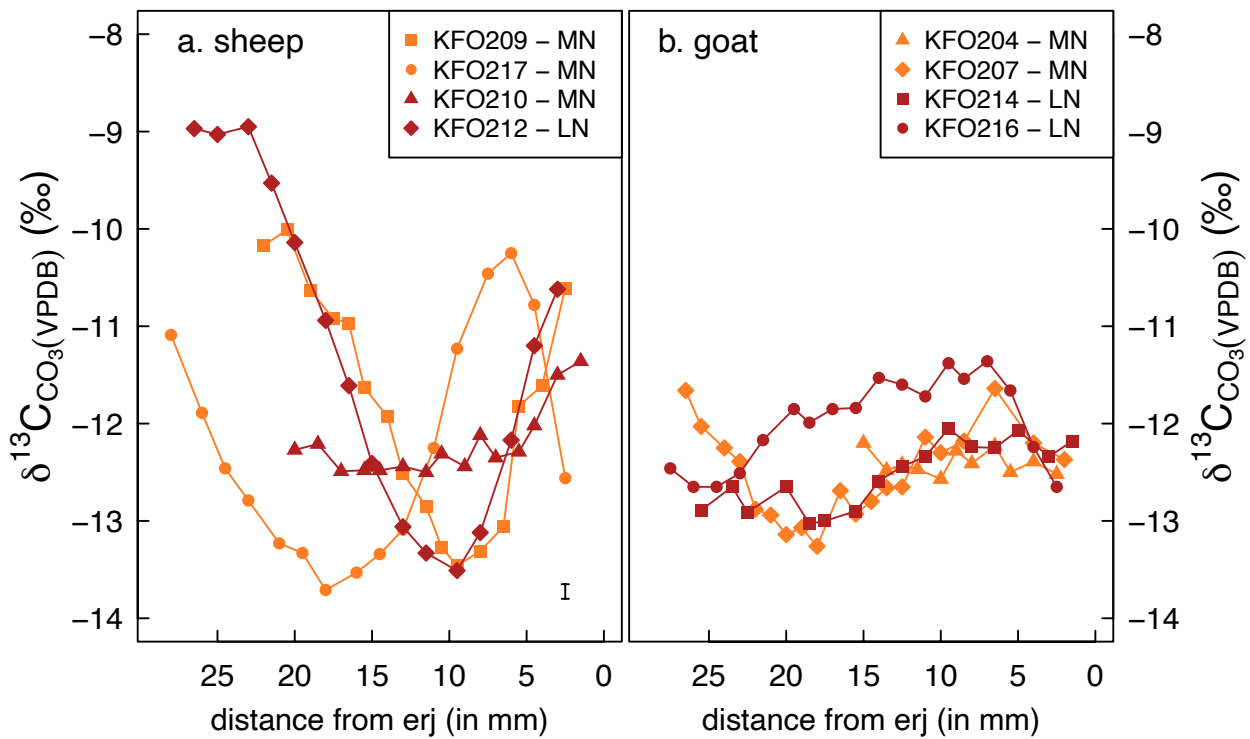 a. sheep
KFO209 – MN
KFO217 – MN
KFO210 – MN
KFO212 – LN
b. goat
KFO204 – MN
KFO207 – MN
KFO214 – LN
KFO216 – LN
−8
−9
−10
−11
−12
−13
−14
δ¹³C_CO₃(VPDB) (‰)
−8
−9
−10
−11
−12
−13
−14
δ¹³C_CO₃(VPDB) (‰)
25 20 15 10 5 0
25 20 15 10 5 0
distance from erj (in mm)
distance from erj (in mm)